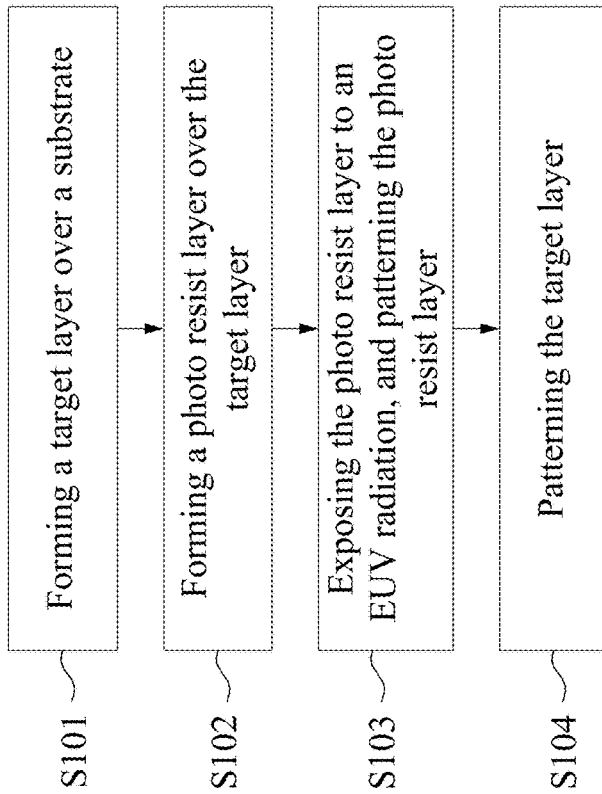 S101
Forming a target layer over a substrate
S102
Forming a photo resist layer over the
target layer
S103
Exposing the photo resist layer to an
EUV radiation, and patterning the photo
resist layer
S104
Patterning the target layer